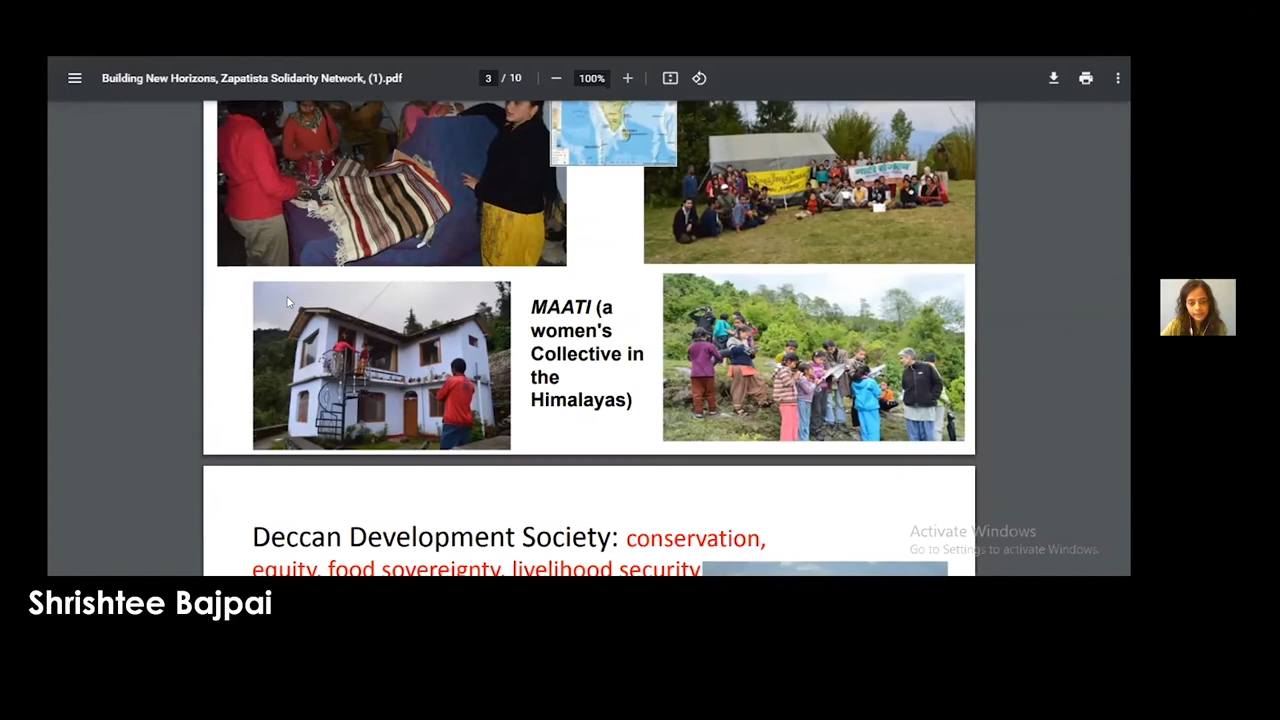 Building New Horizons, Zapatista Solidarity Network, (1).pdf
3 / 10
100%
MAATI (a
women's
Collective in
the
Himalayas)
Deccan Development Society: conservation,
equity, food sovereignty, livelihood security
Activate Windows
Go to Settings to activate Windows.
Shrishtee Bajpai